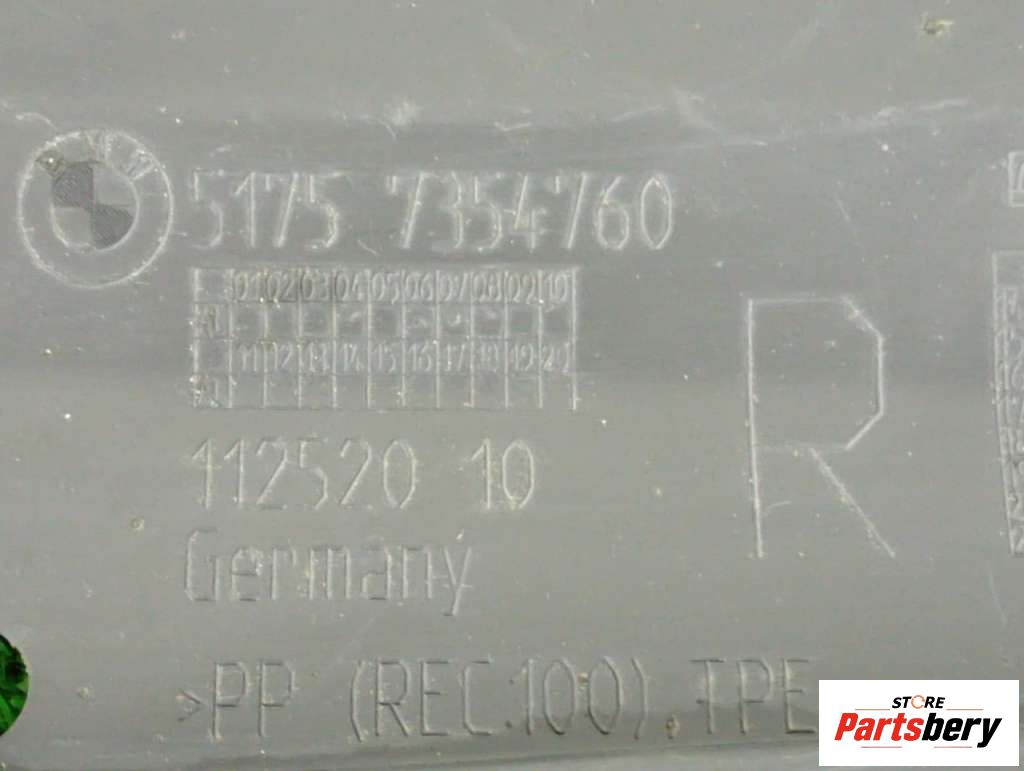 BMW
5175 7354760
01 02 03 04 05 06 07 08 09 10
11 12 13 14 15 16 17 18 19 20
112520 10
Germany
R
>PP (REC.100), TPE
STORE
Partsbery